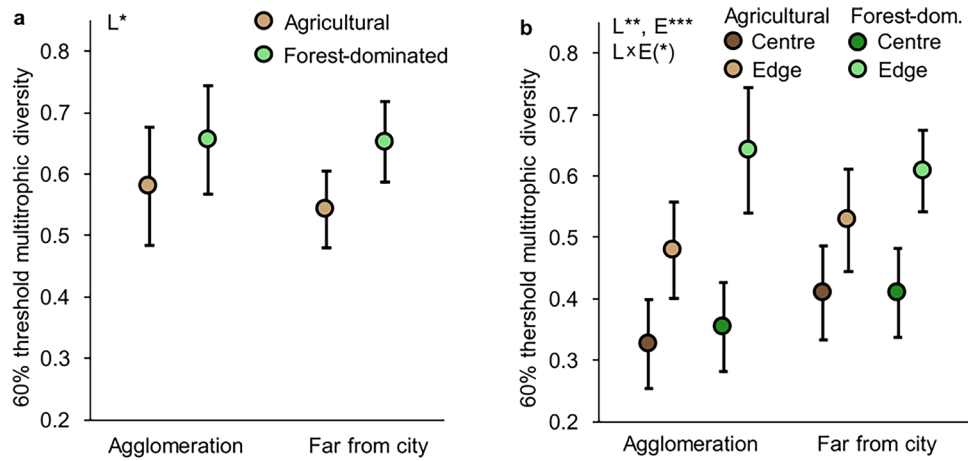 a
L*
Agricultural
Forest-dominated
60% threshold multitrophic diversity
0.8
0.7
0.6
0.5
0.4
0.3
0.2
Agglomeration
Far from city
b
L**, E***
LxE(*)
Agricultural Forest-dom.
Centre Centre
Edge Edge
60% thershold multitrophic diversity
0.8
0.7
0.6
0.5
0.4
0.3
0.2
Agglomeration
Far from city